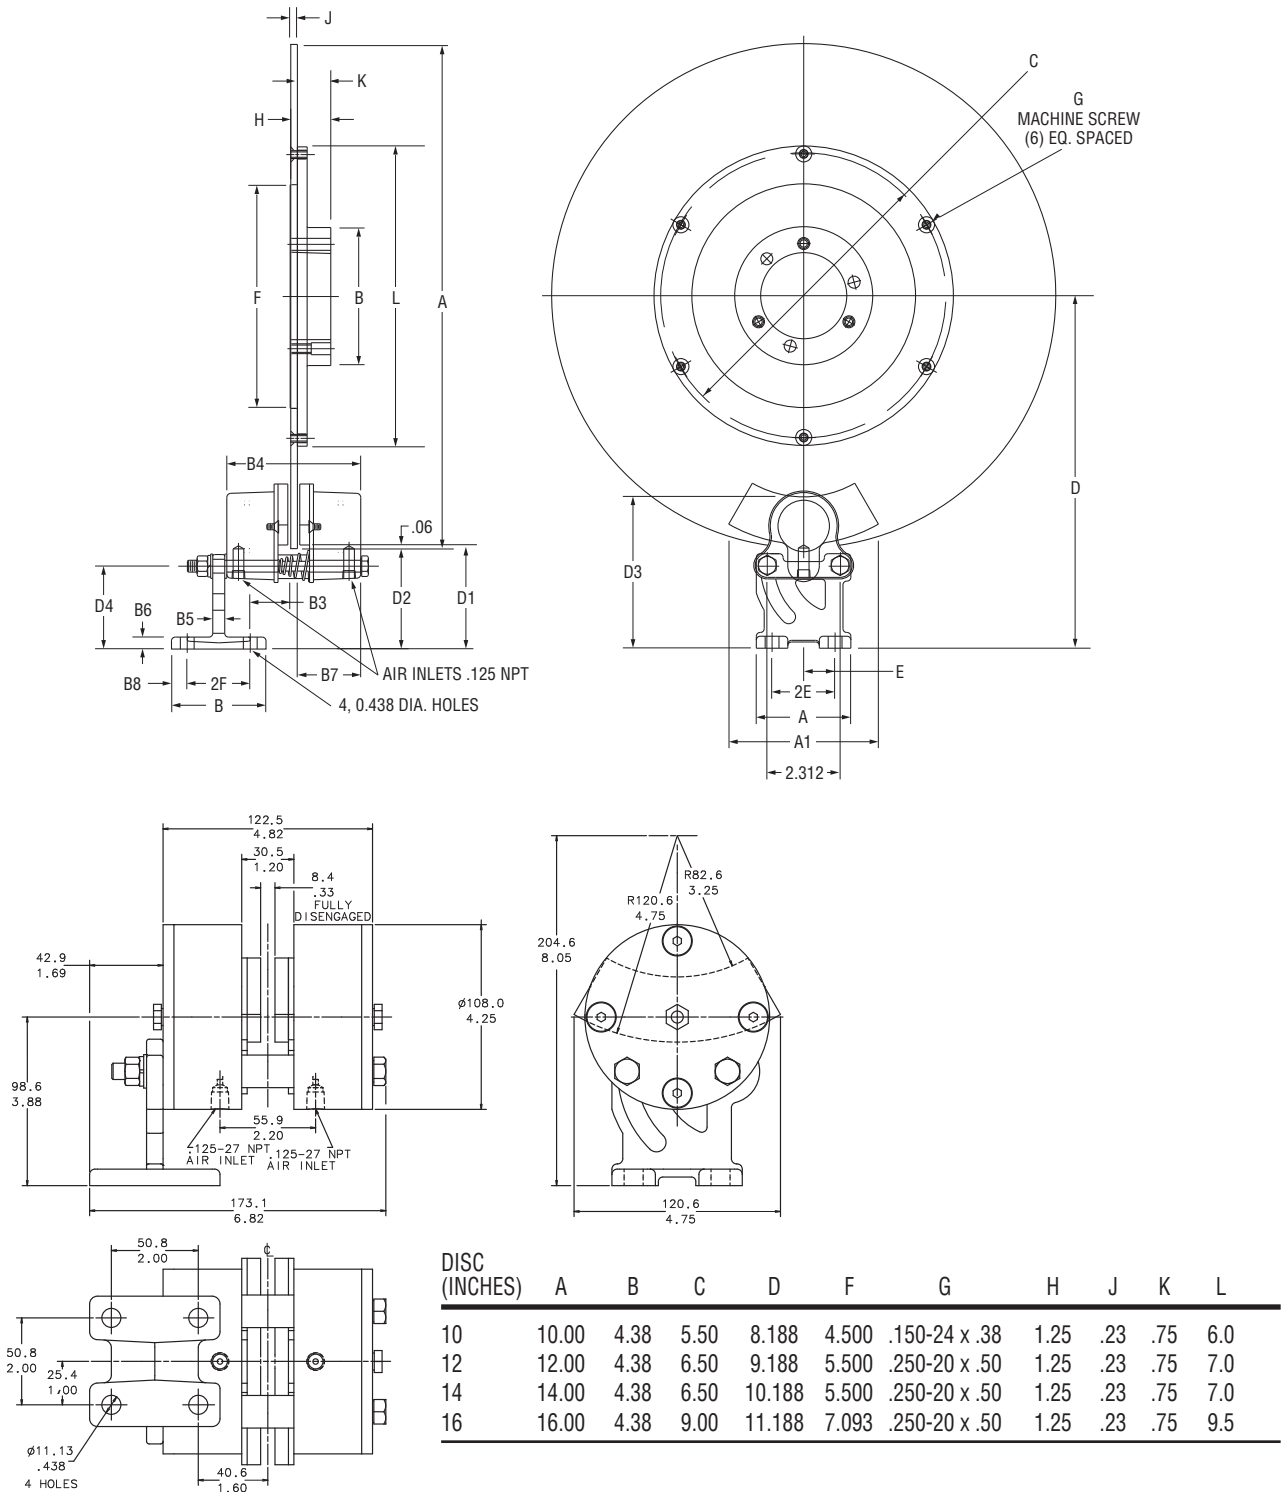 J
K
H
F
B
L
A
B4
.06
D4
B6
B5
B3
D2
D1
B8
2F
B7
B
AIR INLETS .125 NPT
4, 0.438 DIA. HOLES
C
G
MACHINE SCREW
(6) EQ. SPACED
D
D3
E
2E
A
A1
2.312
122.5
4.82
30.5
1.20
8.4
.33
FULLY
DISENGAGED
42.9
1.69
ø108.0
4.25
98.6
3.88
55.9
2.20
.125-27 NPT
AIR INLET
.125-27 NPT
AIR INLET
173.1
6.82
R82.6
3.25
R120.6
4.75
204.6
8.05
120.6
4.75
50.8
2.00
℄
50.8
2.00
25.4
1.00
ø11.13
.438
4 HOLES
40.6
1.60
DISC
(INCHES) A B C D F G H J K L
10 10.00 4.38 5.50 8.188 4.500 .150-24 x .38 1.25 .23 .75 6.0
12 12.00 4.38 6.50 9.188 5.500 .250-20 x .50 1.25 .23 .75 7.0
14 14.00 4.38 6.50 10.188 5.500 .250-20 x .50 1.25 .23 .75 7.0
16 16.00 4.38 9.00 11.188 7.093 .250-20 x .50 1.25 .23 .75 9.5